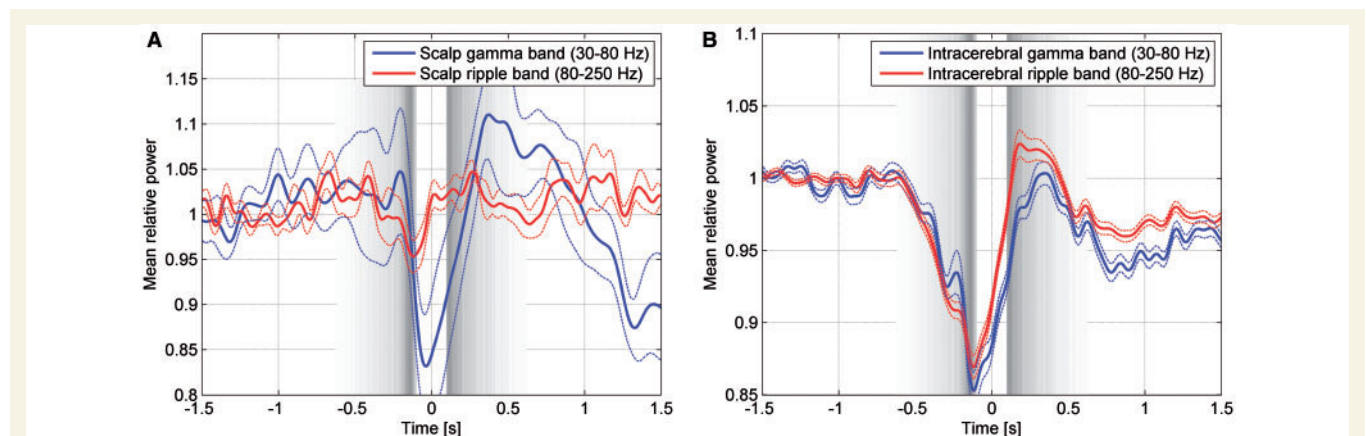 A
Scalp gamma band (30-80 Hz)
Scalp ripple band (80-250 Hz)
Mean relative power
1.15
1.1
1.05
1
0.95
0.9
0.85
0.8
-1.5
-1
-0.5
0
0.5
1
1.5
Time [s]
B
Intracerebral gamma band (30-80 Hz)
Intracerebral ripple band (80-250 Hz)
Mean relative power
1.1
1.05
1
0.95
0.9
0.85
-1.5
-1
-0.5
0
0.5
1
1.5
Time [s]